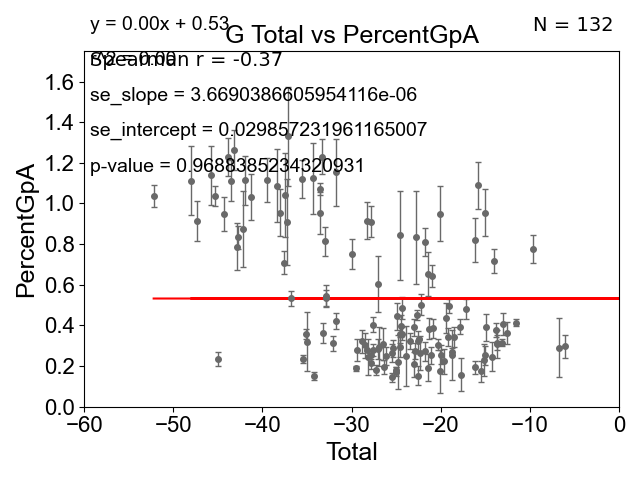 y = 0.00x + 0.53
N = 132
G Total vs PercentGpA
Spearman r = -0.37
se_slope = 3.6690386605954116e-06
se_intercept = 0.029857231961165007
p-value = 0.9688385234320931
PercentGpA
1.6
1.4
1.2
1.0
0.8
0.6
0.4
0.2
0.0
−60 −50 −40 −30 −20 −10 0
Total